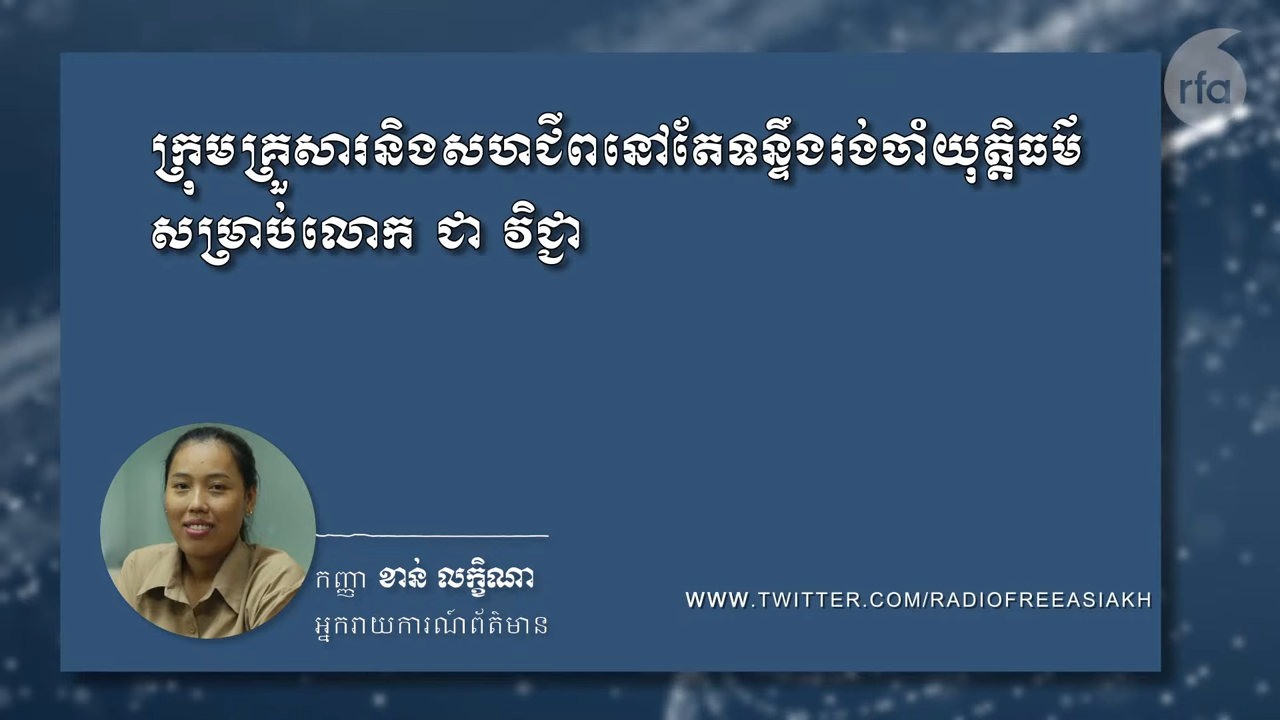 rfa
ក្រុមគ្រួសារនិងសហជីពនៅតែទន្ទឹងរង់ចាំយុត្តិធម៌
សម្រាប់លោក ជា វិជ្ជា
កញ្ញា ខាន់ លក្ខិណា
អ្នករាយការណ៍ព័ត៌មាន
WWW.TWITTER.COM/RADIOFREEASIAKH